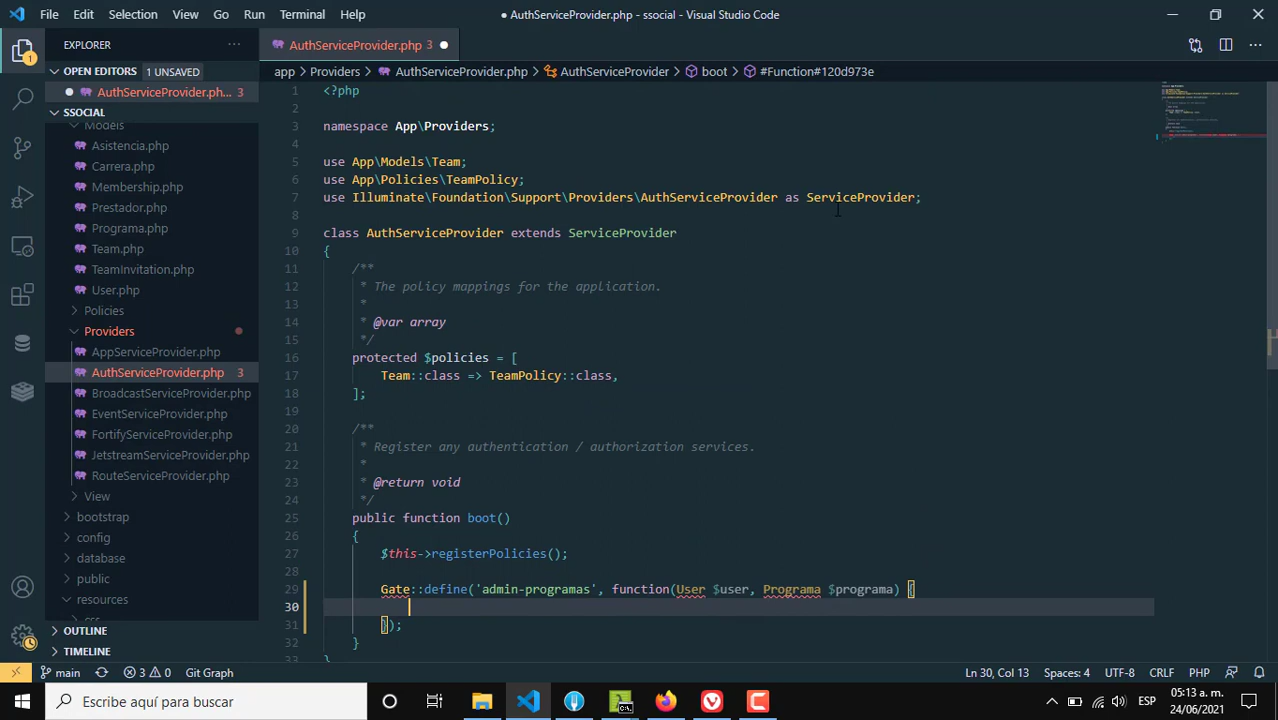 File Edit Selection View Go Run Terminal Help
● AuthServiceProvider.php - ssocial - Visual Studio Code
EXPLORER ···
OPEN EDITORS 1 UNSAVED
● AuthServiceProvider.ph... 3
SSOCIAL
Models
Asistencia.php
Carrera.php
Membership.php
Prestador.php
Programa.php
Team.php
TeamInvitation.php
User.php
Policies
Providers
AppServiceProvider.php
AuthServiceProvider.php 3
BroadcastServiceProvider.php
EventServiceProvider.php
FortifyServiceProvider.php
JetstreamServiceProvider.php
RouteServiceProvider.php
View
bootstrap
config
database
public
resources
css
OUTLINE
TIMELINE
1
AuthServiceProvider.php 3 ●
app > Providers > AuthServiceProvider.php > AuthServiceProvider > boot > #Function#120d973e
1 <?php
2
3 namespace App\Providers;
4
5 use App\Models\Team;
6 use App\Policies\TeamPolicy;
7 use Illuminate\Foundation\Support\Providers\AuthServiceProvider as ServiceProvider;
8
9 class AuthServiceProvider extends ServiceProvider
10 {
11 /**
12 * The policy mappings for the application.
13 *
14 * @var array
15 */
16 protected $policies = [
17 Team::class => TeamPolicy::class,
18 ];
19
20 /**
21 * Register any authentication / authorization services.
22 *
23 * @return void
24 */
25 public function boot()
26 {
27 $this->registerPolicies();
28
29 Gate::define('admin-programas', function(User $user, Programa $programa) {
30
31 });
32 }
33 }
main 3 0 Git Graph
Ln 30, Col 13 Spaces: 4 UTF-8 CRLF PHP
Escribe aquí para buscar
ESP
05:13 a. m.
24/06/2021